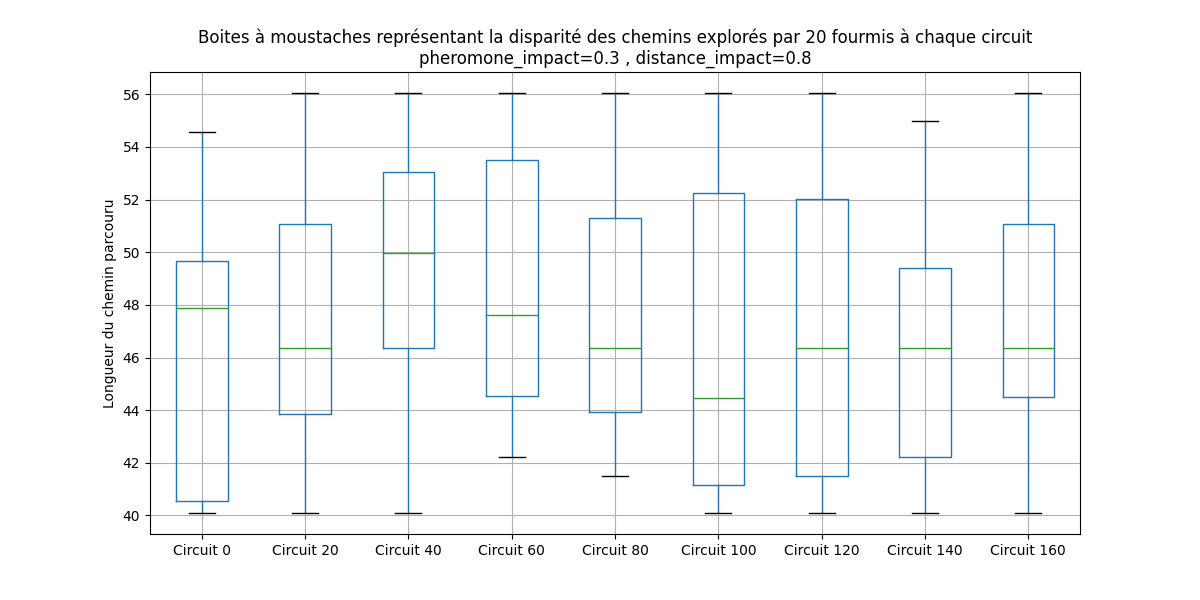 Boites à moustaches représentant la disparité des chemins explorés par 20 fourmis à chaque circuit
pheromone_impact=0.3 , distance_impact=0.8
56
54
52
50
48
46
44
42
40
Longueur du chemin parcouru
Circuit 0
Circuit 20
Circuit 40
Circuit 60
Circuit 80
Circuit 100
Circuit 120
Circuit 140
Circuit 160